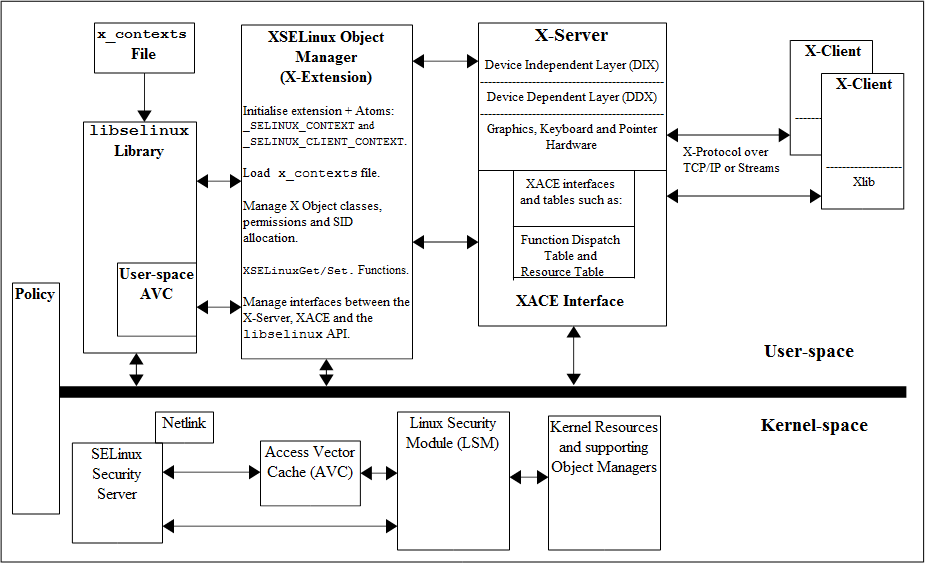 x_contexts
File
libselinux
Library
User-space
AVC
Policy
XSELinux Object
Manager
(X-Extension)
Initialise extension + Atoms:
_SELINUX_CONTEXT and
_SELINUX_CLIENT_CONTEXT.
Load x_contexts file.
Manage X Object classes,
permissions and SID
allocation.
XSELinuxGet/Set. Functions.
Manage interfaces between the
X-Server, XACE and the
libselinux API.
X-Server
Device Independent Layer (DIX)
Device Dependent Layer (DDX)
Graphics, Keyboard and Pointer
Hardware
XACE interfaces
and tables such as:
Function Dispatch
Table and
Resource Table
XACE Interface
X-Protocol over
TCP/IP or Streams
X-Client
X-Client
Xlib
User-space
Kernel-space
Netlink
SELinux
Security
Server
Access Vector
Cache (AVC)
Linux Security
Module (LSM)
Kernel Resources
and supporting
Object Managers